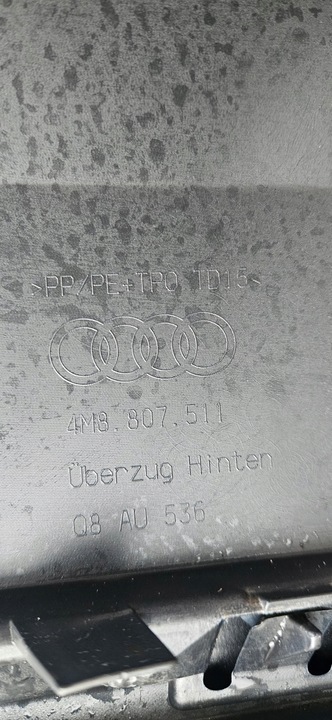 >PP/PE+TPO TD15<
4M8.807.511
Überzug Hinten
Q8 AU 536